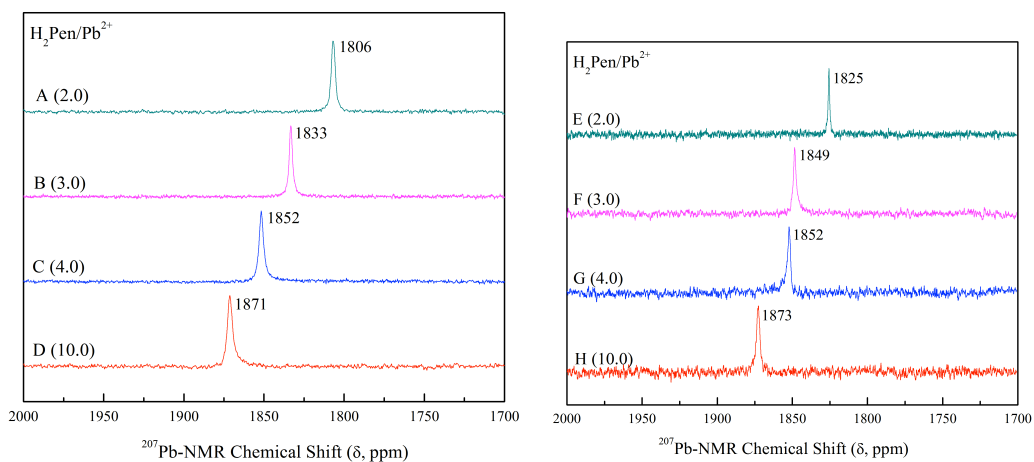 H₂Pen/Pb²⁺
1806
A (2.0)
1833
B (3.0)
1852
C (4.0)
1871
D (10.0)
2000 1950 1900 1850 1800 1750 1700
²⁰⁷Pb-NMR Chemical Shift (δ, ppm)
H₂Pen/Pb²⁺
1825
E (2.0)
1849
F (3.0)
1852
G (4.0)
1873
H (10.0)
2000 1950 1900 1850 1800 1750 1700
²⁰⁷Pb-NMR Chemical Shift (δ, ppm)